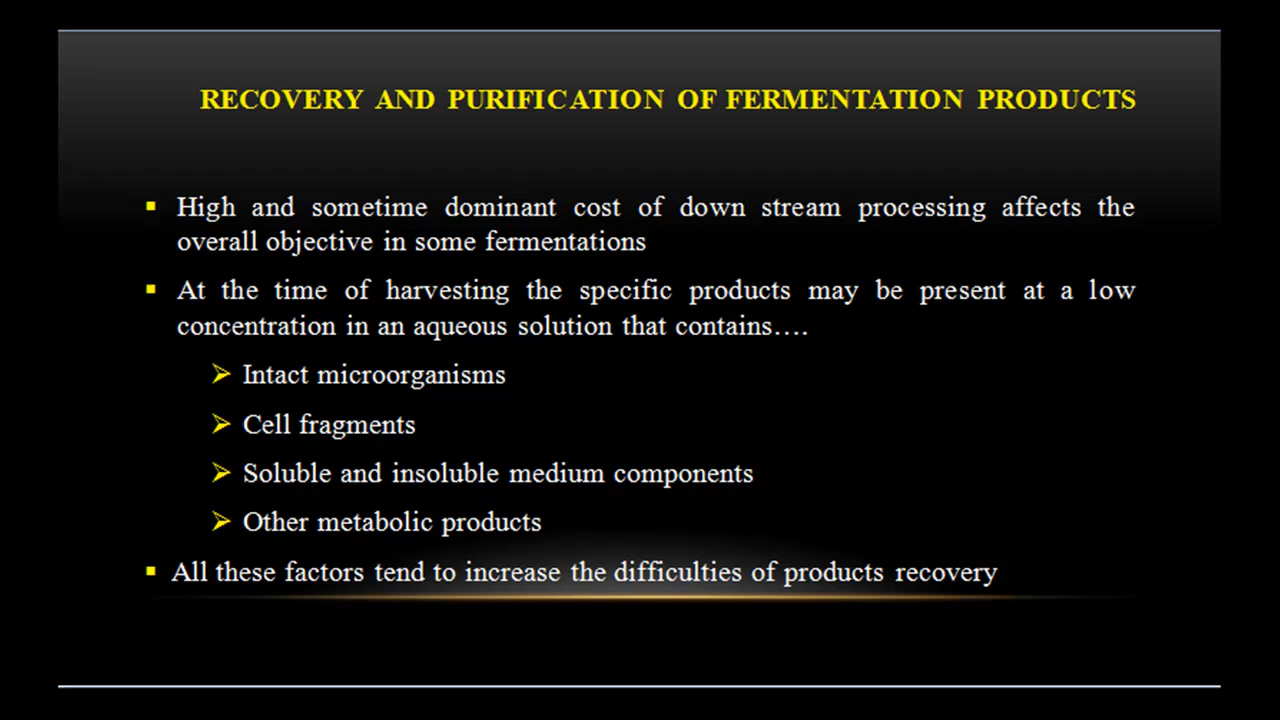 RECOVERY AND PURIFICATION OF FERMENTATION PRODUCTS
▪ High and sometime dominant cost of down stream processing affects the
overall objective in some fermentations
▪ At the time of harvesting the specific products may be present at a low
concentration in an aqueous solution that contains….
➢ Intact microorganisms
➢ Cell fragments
➢ Soluble and insoluble medium components
➢ Other metabolic products
▪ All these factors tend to increase the difficulties of products recovery